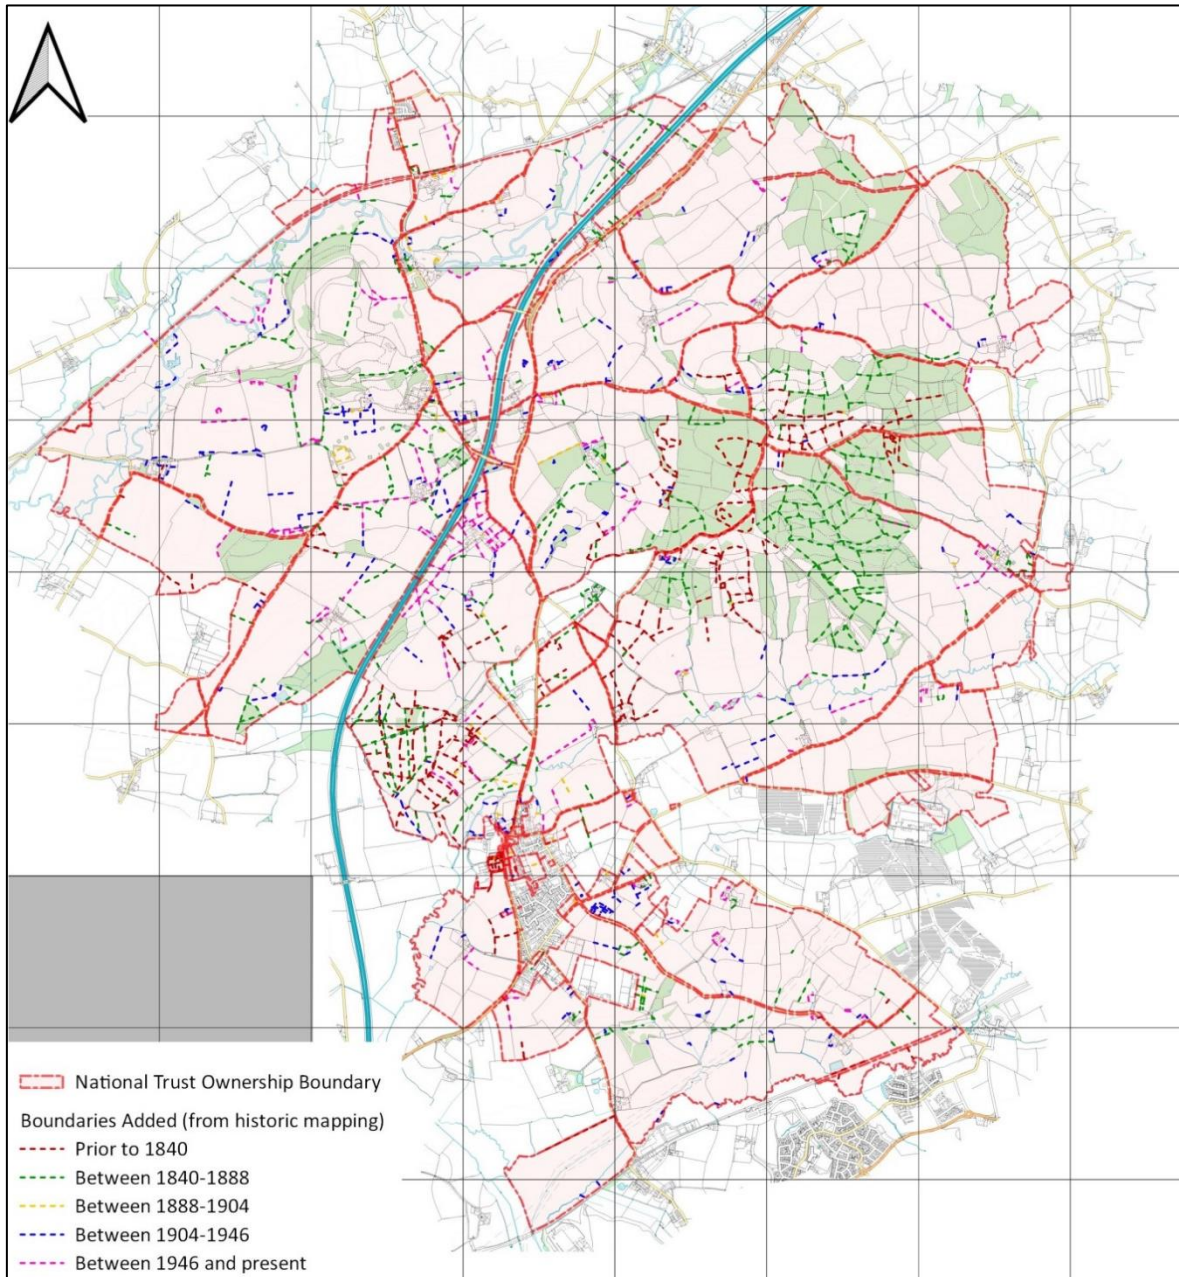 National Trust Ownership Boundary
Boundaries Added (from historic mapping)
Prior to 1840
Between 1840-1888
Between 1888-1904
Between 1904-1946
Between 1946 and present